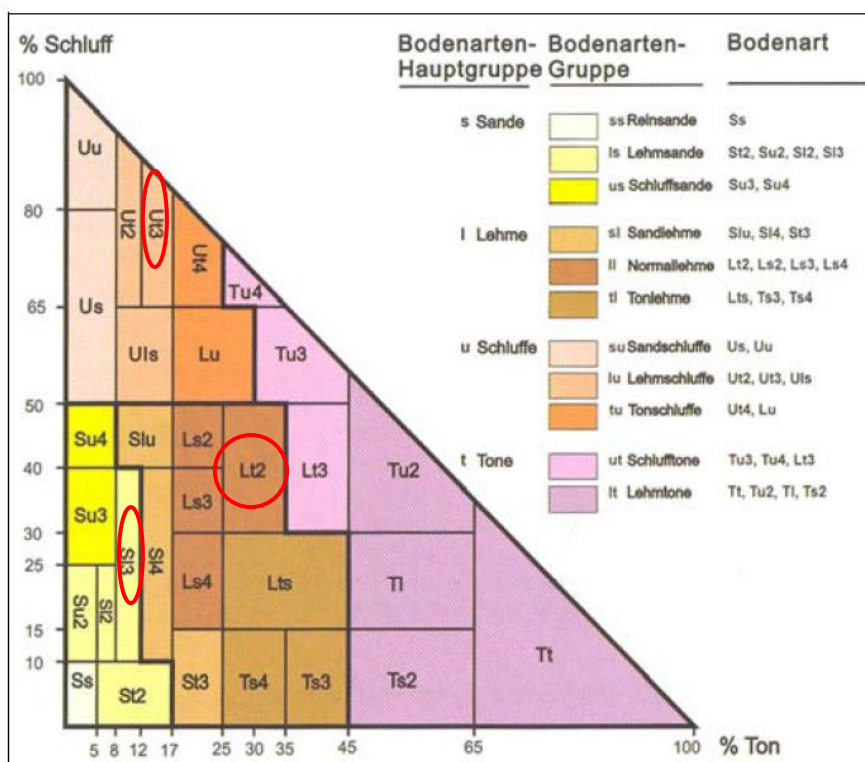 % Schluff
Bodenarten-
Hauptgruppe
Bodenarten-
Gruppe
Bodenart
s Sande
ss Reinsande Ss
ls Lehmsande St2, Su2, Sl2, Sl3
us Schluffsande Su3, Su4
l Lehme
sl Sandlehme Slu, Sl4, St3
ll Normallehme Lt2, Ls2, Ls3, Ls4
tl Tonlehme Lts, Ts3, Ts4
u Schluffe
su Sandschluffe Us, Uu
lu Lehmschluffe Ut2, Ut3, Uls
tu Tonschluffe Ut4, Lu
t Tone
ut Schlufftone Tu3, Tu4, Lt3
lt Lehmtone Tt, Tu2, Tl, Ts2
100
80
65
50
40
30
25
15
10
Uu
Ut2
Ut3
Ut4
Tu4
Us
Uls
Lu
Tu3
Su4
Slu
Ls2
Lt2
Lt3
Tu2
Su3
Sl3
Sl4
Ls3
Su2
Sl2
Ls4
Lts
Tl
Ss
St2
St3
Ts4
Ts3
Ts2
Tt
5 8 12 17 25 30 35 45 65 100 % Ton